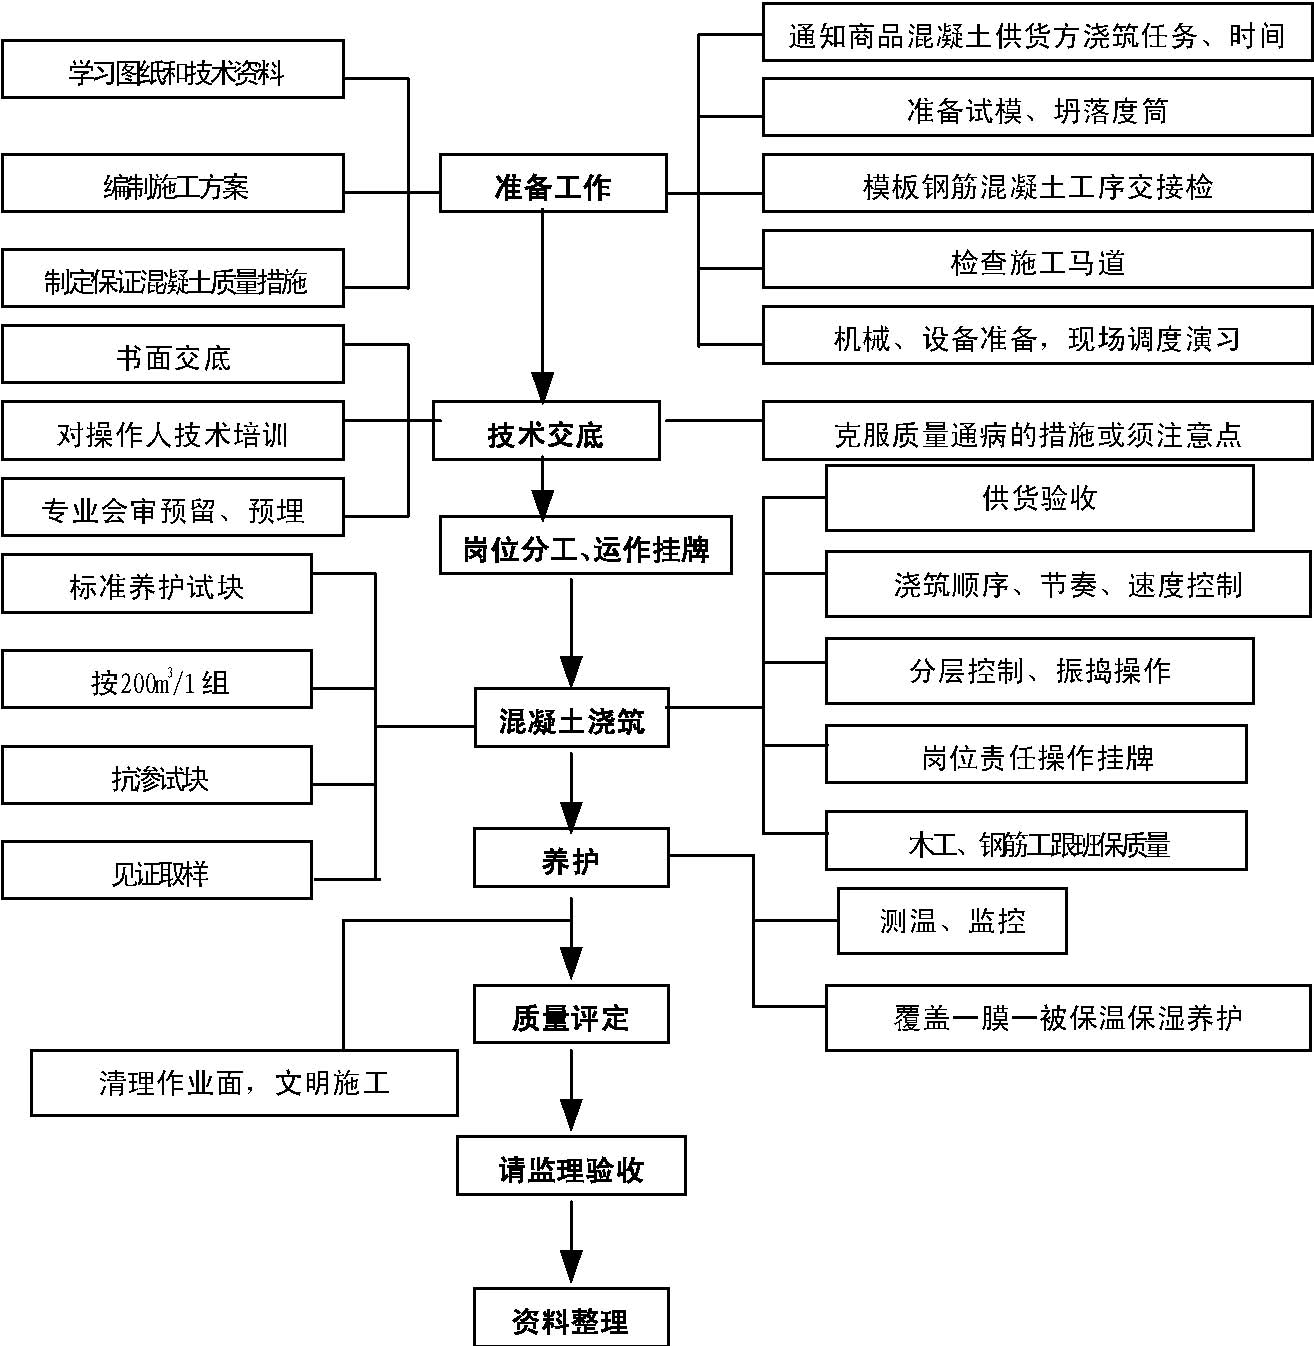 通知商品混凝土供货方浇筑任务、时间
学习图纸和技术资料
准备试模、坍落度筒
编制施工方案
准备工作
模板钢筋混凝土工序交接检
检查施工马道
制定保证混凝土质量措施
机械、设备准备，现场调度演习
书面交底
对操作人技术培训
技术交底
克服质量通病的措施或须注意点
专业会审预留、预埋
供货验收
岗位分工、运作挂牌
标准养护试块
浇筑顺序、节奏、速度控制
按200m³/1组
分层控制、振捣操作
混凝土浇筑
岗位责任操作挂牌
抗渗试块
木工、钢筋工跟班保质量
养护
见证取样
测温、监控
质量评定
覆盖一膜一被保温保湿养护
清理作业面，文明施工
请监理验收
资料整理